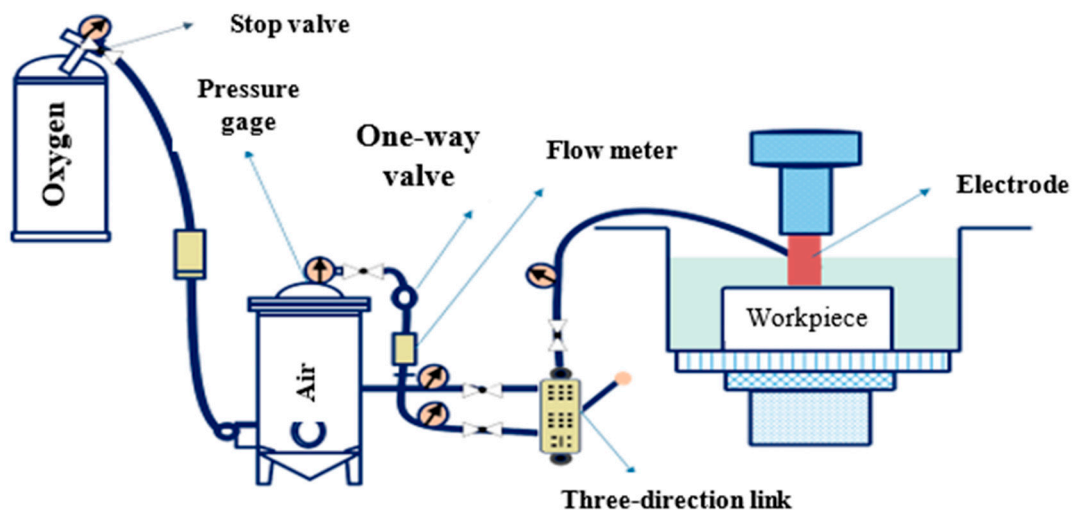 Stop valve
Pressure
gage
One-way
valve
Flow meter
Electrode
Oxygen
Workpiece
Air
Three-direction link